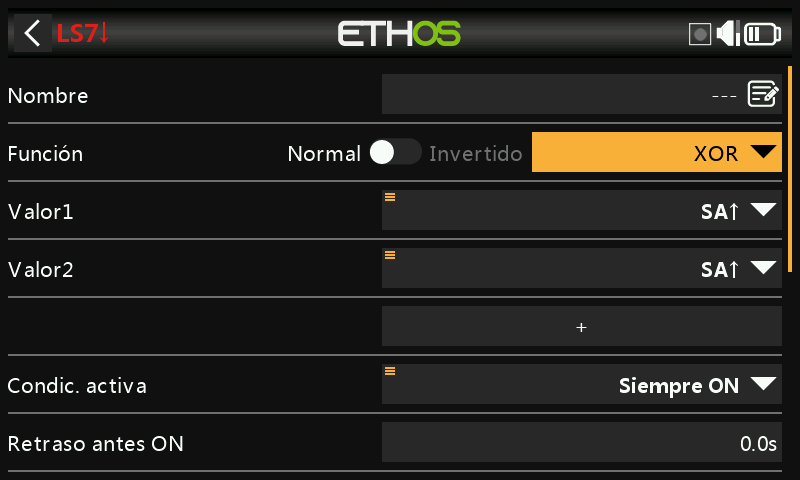 LS7↓ ETHOS
Nombre ---
Función Normal Invertido XOR
Valor1 SA↑
Valor2 SA↑
+
Condic. activa Siempre ON
Retraso antes ON 0.0s